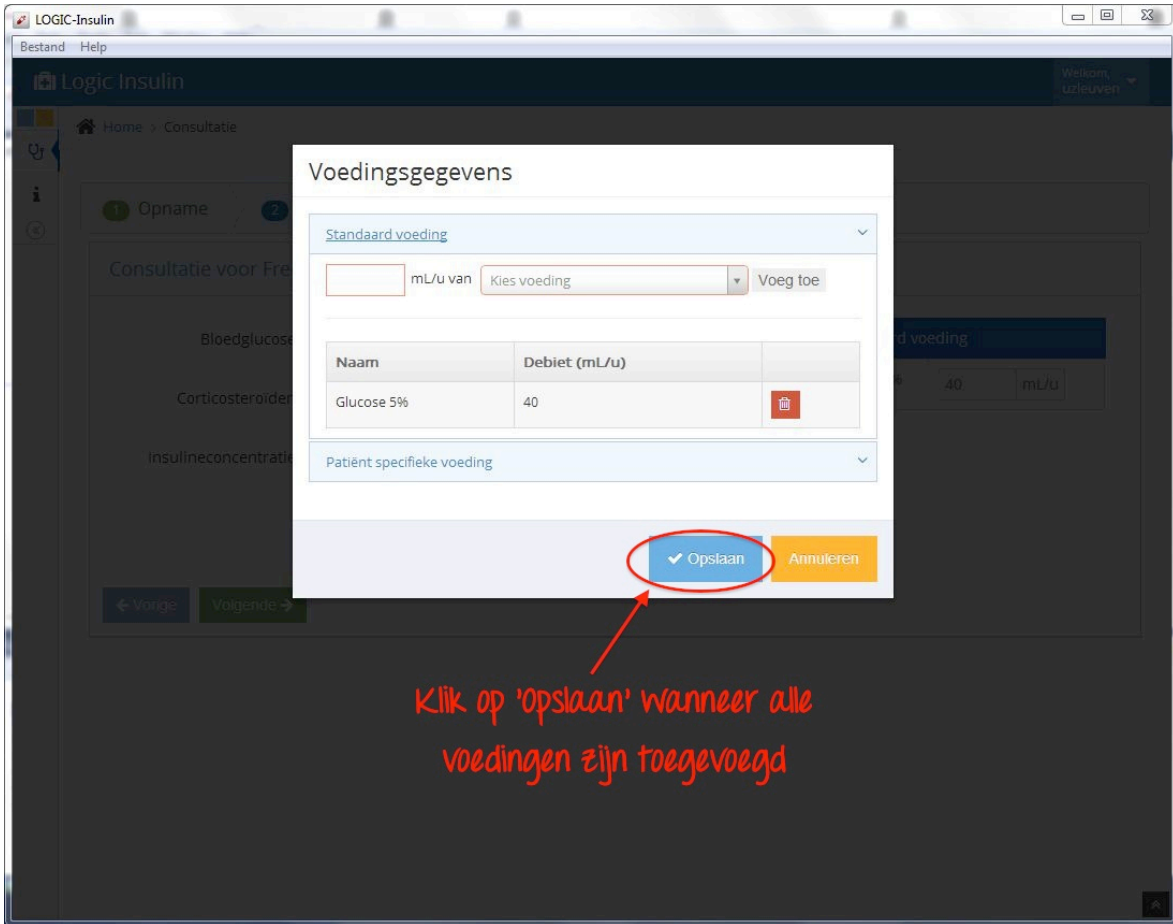 LOGIC-Insulin
Bestand Help
Logic Insulin
Welkom,
uzleuven
Home > Consultatie
1 Opname 2
Consultatie voor Fre
Bloedglucose
Corticosteroïden
Insulineconcentratie
d voeding
% 40 mL/u
Voedingsgegevens
Standaard voeding
mL/u van Kies voeding Voeg toe
Naam Debiet (mL/u)
Glucose 5% 40
Patiënt specifieke voeding
Opslaan Annuleren
Vorige Volgende
Klik op 'Opslaan' wanneer alle
voedingen zijn toegevoegd